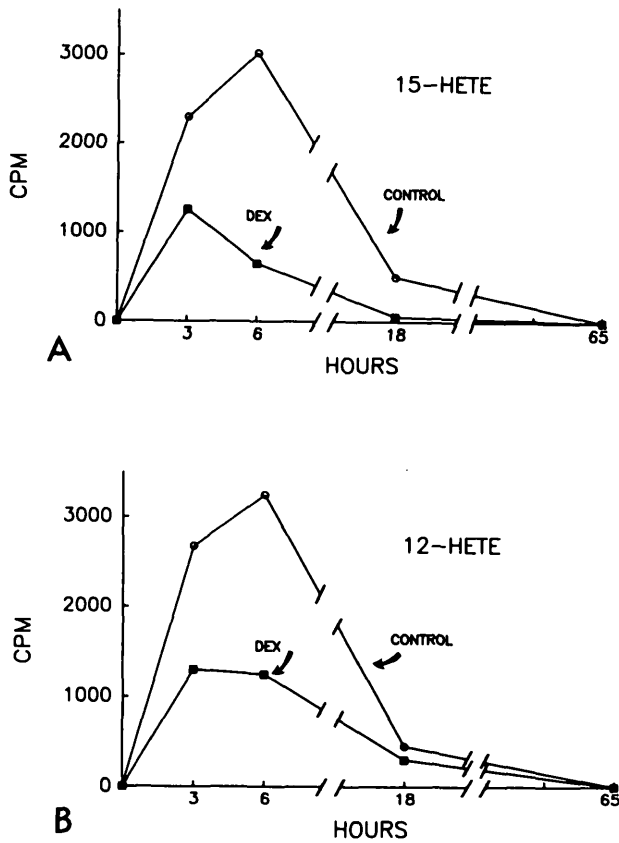 3000
15-HETE
2000
CPM
CONTROL
DEX
1000
0
3 6 18 65
A
HOURS
3000
12-HETE
2000
CPM
DEX
CONTROL
1000
0
3 6 18 65
B
HOURS